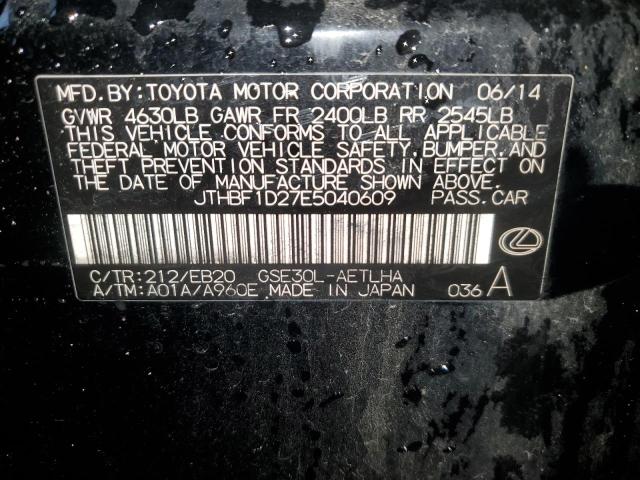 MFD. BY: TOYOTA MOTOR CORPORATION 06/14
GVWR 4630LB GAWR FR 2400LB RR 2545LB
THIS VEHICLE CONFORMS TO ALL APPLICABLE
FEDERAL MOTOR VEHICLE SAFETY, BUMPER, AND
THEFT PREVENTION STANDARDS IN EFFECT ON
THE DATE OF MANUFACTURE SHOWN ABOVE.
JTHBF1D27E5040609 PASS. CAR
C/TR: 212/EB20 GSE30L-AETLHA
A/TM: A01A/A960E MADE IN JAPAN 036 A